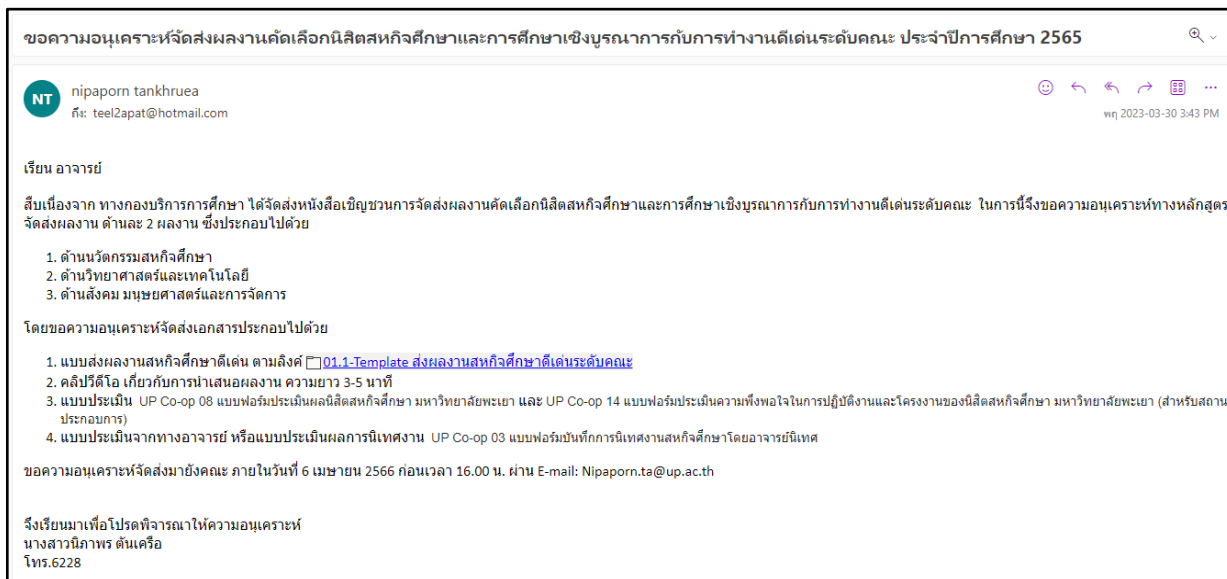 ขอความอนุเคราะห์จัดส่งผลงานคัดเลือกนิสิตสหกิจศึกษาและการศึกษาเชิงบูรณาการกับการทำงานดีเด่นระดับคณะ ประจำปีการศึกษา 2565
NT
nipaporn tankhruea
ถึง: teel2apat@hotmail.com
พฤ 2023-03-30 3:43 PM
เรียน อาจารย์
สืบเนื่องจาก ทางกองบริการการศึกษา ได้จัดส่งหนังสือเชิญชวนการจัดส่งผลงานคัดเลือกนิสิตสหกิจศึกษาและการศึกษาเชิงบูรณาการกับการทำงานดีเด่นระดับคณะ ในการนี้จึงขอความอนุเคราะห์ทางหลักสูตร
จัดส่งผลงาน ด้านละ 2 ผลงาน ซึ่งประกอบไปด้วย
1. ด้านนวัตกรรมสหกิจศึกษา
2. ด้านวิทยาศาสตร์และเทคโนโลยี
3. ด้านสังคม มนุษยศาสตร์และการจัดการ
โดยขอความอนุเคราะห์จัดส่งเอกสารประกอบไปด้วย
1. แบบส่งผลงานสหกิจศึกษาดีเด่น ตามลิงค์ 01.1-Template ส่งผลงานสหกิจศึกษาดีเด่นระดับคณะ
2. คลิปวีดีโอ เกี่ยวกับการนำเสนอผลงาน ความยาว 3-5 นาที
3. แบบประเมิน UP Co-op 08 แบบฟอร์มประเมินผลนิสิตสหกิจศึกษา มหาวิทยาลัยพะเยา และ UP Co-op 14 แบบฟอร์มประเมินความพึงพอใจในการปฏิบัติงานและโครงงานของนิสิตสหกิจศึกษา มหาวิทยาลัยพะเยา (สำหรับสถาน
ประกอบการ)
4. แบบประเมินจากทางอาจารย์ หรือแบบประเมินผลการนิเทศงาน UP Co-op 03 แบบฟอร์มบันทึกการนิเทศงานสหกิจศึกษาโดยอาจารย์นิเทศ
ขอความอนุเคราะห์จัดส่งมายังคณะ ภายในวันที่ 6 เมษายน 2566 ก่อนเวลา 16.00 น. ผ่าน E-mail: Nipaporn.ta@up.ac.th
จึงเรียนมาเพื่อโปรดพิจารณาให้ความอนุเคราะห์
นางสาวนิภาพร ตันเครือ
โทร.6228